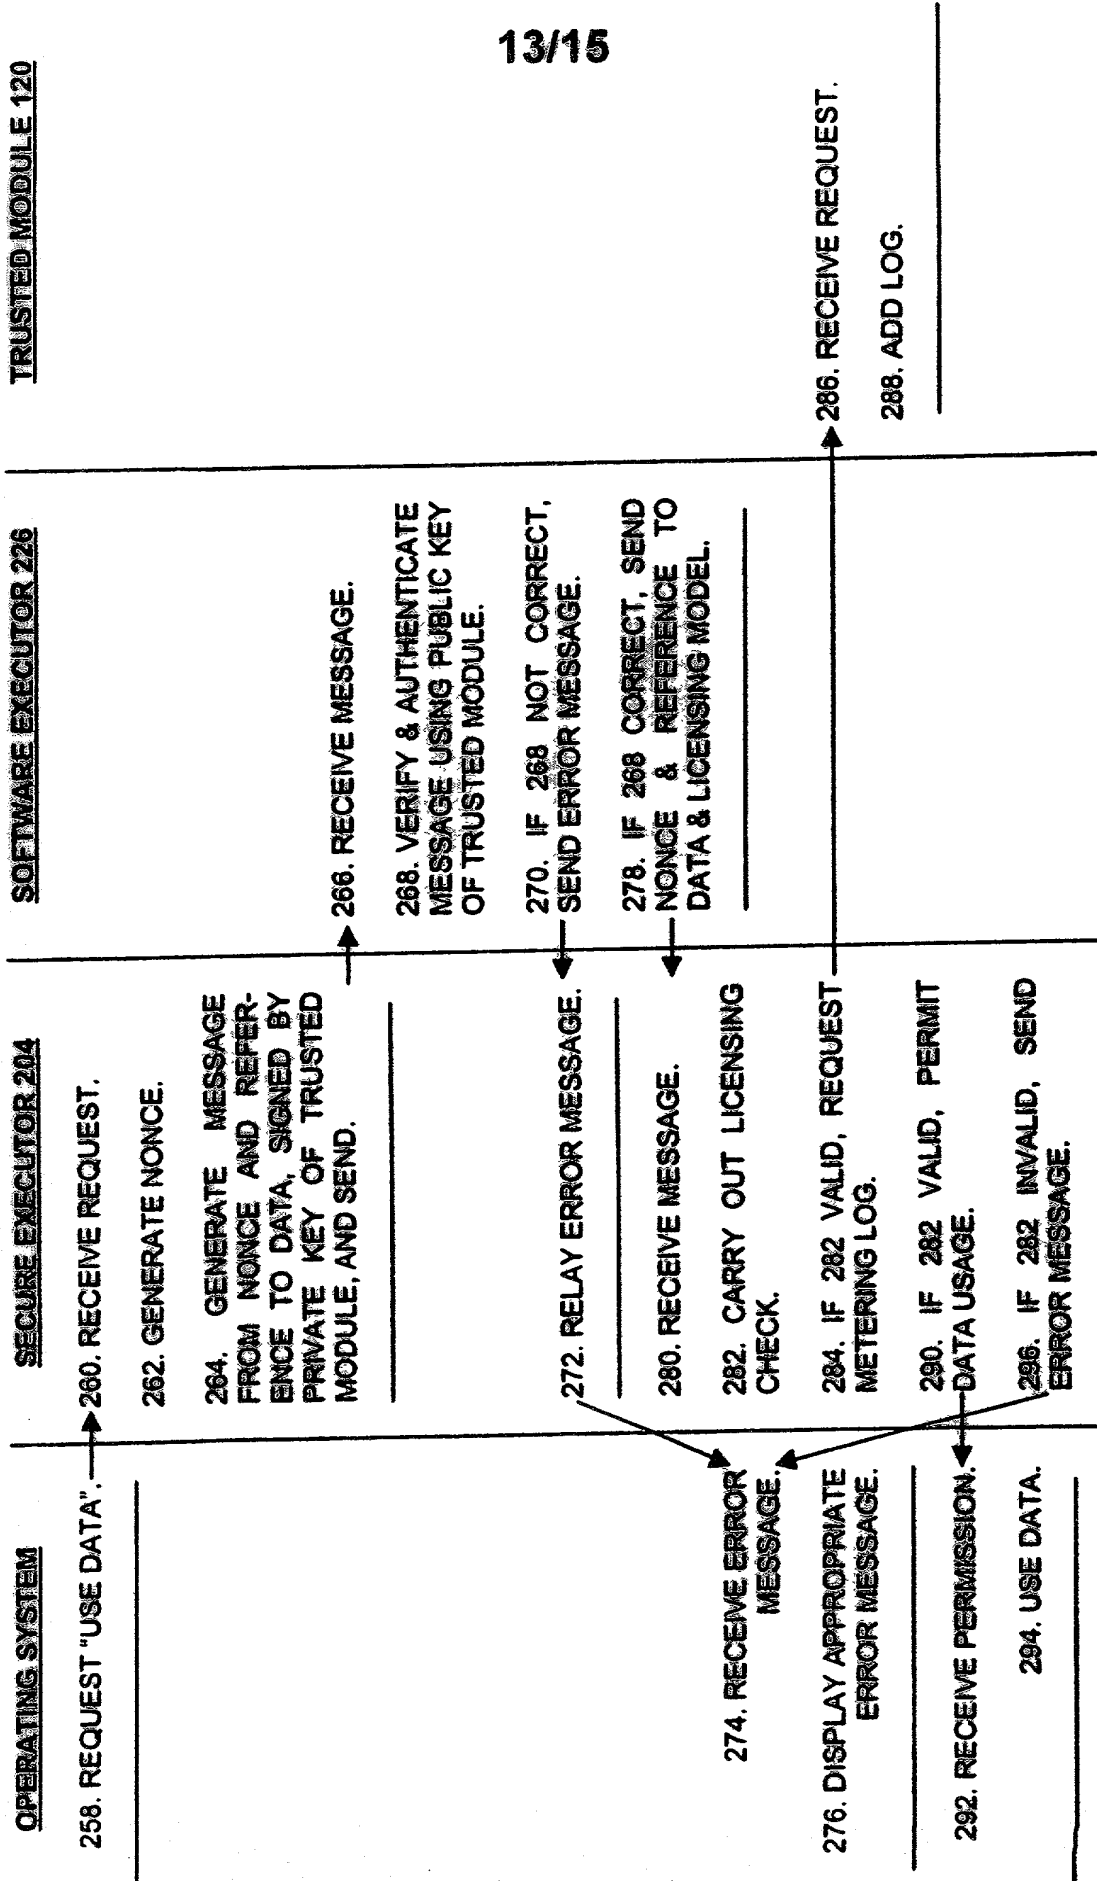 13/15
OPERATING SYSTEM
258. REQUEST "USE DATA".
274. RECEIVE ERROR
MESSAGE.
276. DISPLAY APPROPRIATE
ERROR MESSAGE.
292. RECEIVE PERMISSION.
294. USE DATA.
SECURE EXECUTOR 204
260. RECEIVE REQUEST.
262. GENERATE NONCE.
264. GENERATE MESSAGE
FROM NONCE AND REFER-
ENCE TO DATA, SIGNED BY
PRIVATE KEY OF TRUSTED
MODULE, AND SEND.
272. RELAY ERROR MESSAGE.
280. RECEIVE MESSAGE.
282. CARRY OUT LICENSING
CHECK.
284. IF 282 VALID, REQUEST
METERING LOG.
290. IF 282 VALID, PERMIT
DATA USAGE.
296. IF 282 INVALID, SEND
ERROR MESSAGE.
SOFTWARE EXECUTOR 226
266. RECEIVE MESSAGE.
268. VERIFY & AUTHENTICATE
MESSAGE USING PUBLIC KEY
OF TRUSTED MODULE.
270. IF 268 NOT CORRECT,
SEND ERROR MESSAGE.
278. IF 268 CORRECT, SEND
NONCE & REFERENCE TO
DATA & LICENSING MODEL.
TRUSTED MODULE 120
286. RECEIVE REQUEST.
288. ADD LOG.